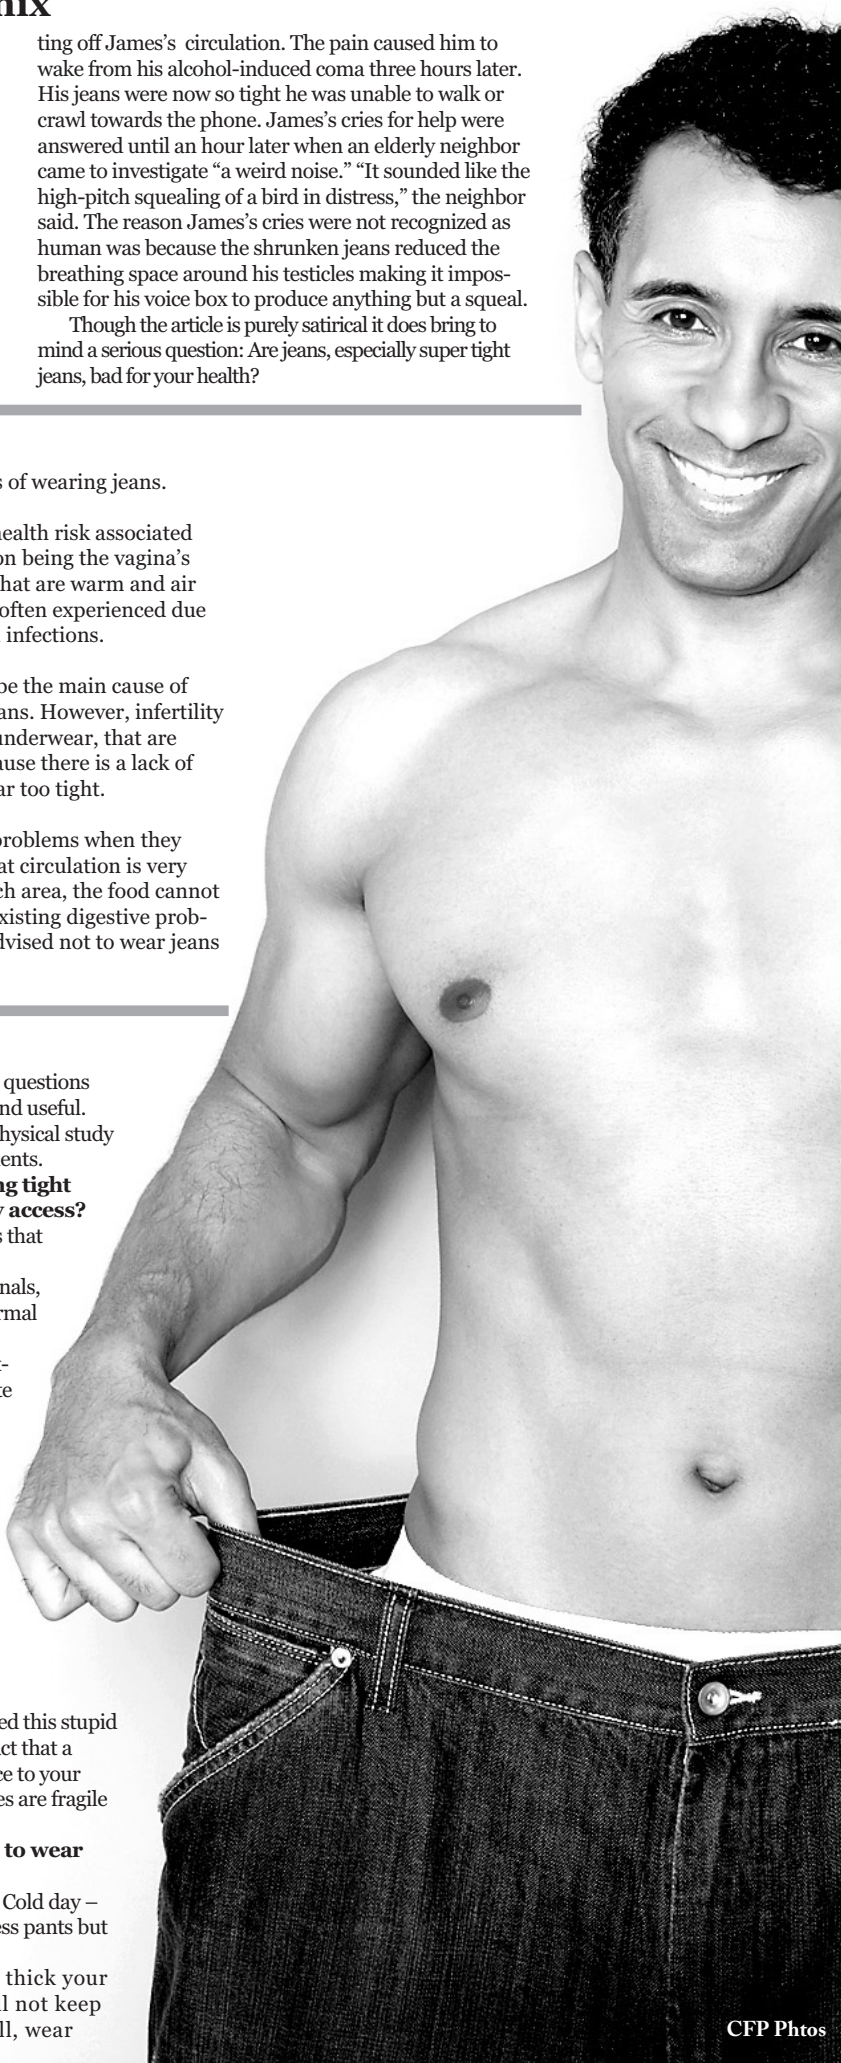 ting off James’s circulation. The pain caused him to
wake from his alcohol-induced coma three hours later.
His jeans were now so tight he was unable to walk or
crawl towards the phone. James’s cries for help were
answered until an hour later when an elderly neighbor
came to investigate “a weird noise.” “It sounded like the
high-pitch squealing of a bird in distress,” the neighbor
said. The reason James’s cries were not recognized as
human was because the shrunken jeans reduced the
breathing space around his testicles making it impos-
sible for his voice box to produce anything but a squeal.
Though the article is purely satirical it does bring to
mind a serious question: Are jeans, especially super tight
jeans, bad for your health?
of wearing jeans.
health risk associated
on being the vagina’s
that are warm and air
often experienced due
infections.
be the main cause of
ans. However, infertility
underwear, that are
ause there is a lack of
ar too tight.
problems when they
at circulation is very
ch area, the food cannot
xisting digestive prob-
dvised not to wear jeans
questions
nd useful.
hysical study
ents.
ng tight
access?
that
nals,
rmal
te
ed this stupid
ct that a
ce to your
es are fragile
to wear
Cold day –
ess pants but
thick your
ll not keep
ll, wear
CFP Phtos